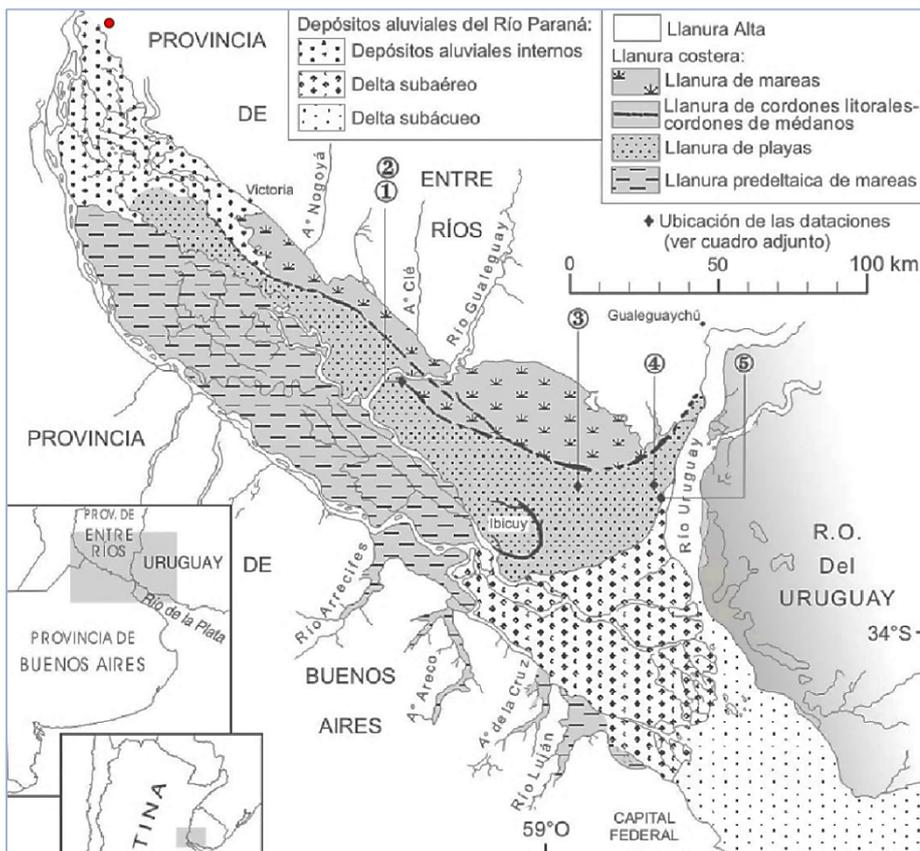 PROVINCIA
DE
ENTRE
RÍOS
Depósitos aluviales del Río Paraná:
Depósitos aluviales internos
Delta subaéreo
Delta subácueo
Llanura Alta
Llanura costera:
Llanura de mareas
Llanura de cordones litorales-
cordones de médanos
Llanura de playas
Llanura predeltaica de mareas
Ubicación de las dataciones
(ver cuadro adjunto)
0 50 100 km
Victoria
A° Nogoyá
②
①
A° Clé
Río Gualeguay
Gualeguaychú
③
④
⑤
PROVINCIA
DE
BUENOS
AIRES
Ibicuy
Río Uruguay
R.O.
Del
URUGUAY
34°S
Río Arrecifes
A° Areco
A° de la Cruz
Río Luján
59°O
CAPITAL
FEDERAL
PROV. DE
ENTRE
RÍOS
URUGUAY
Río de la Plata
PROVINCIA DE
BUENOS AIRES
TINA